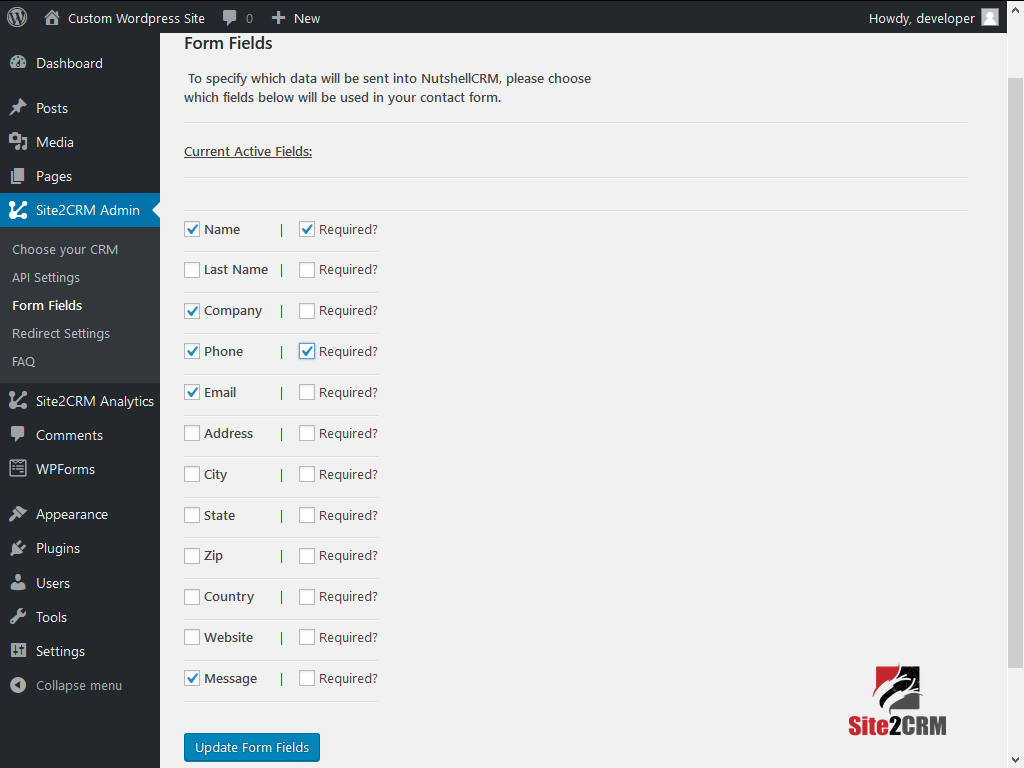 Custom Wordpress Site 0 New Howdy, developer
Dashboard
Posts
Media
Pages
Site2CRM Admin
Choose your CRM
API Settings
Form Fields
Redirect Settings
FAQ
Site2CRM Analytics
Comments
WPForms
Appearance
Plugins
Users
Tools
Settings
Collapse menu
Form Fields
To specify which data will be sent into NutshellCRM, please choose
which fields below will be used in your contact form.
Current Active Fields:
Name | Required?
Last Name | Required?
Company | Required?
Phone | Required?
Email | Required?
Address | Required?
City | Required?
State | Required?
Zip | Required?
Country | Required?
Website | Required?
Message | Required?
Update Form Fields
Site2CRM